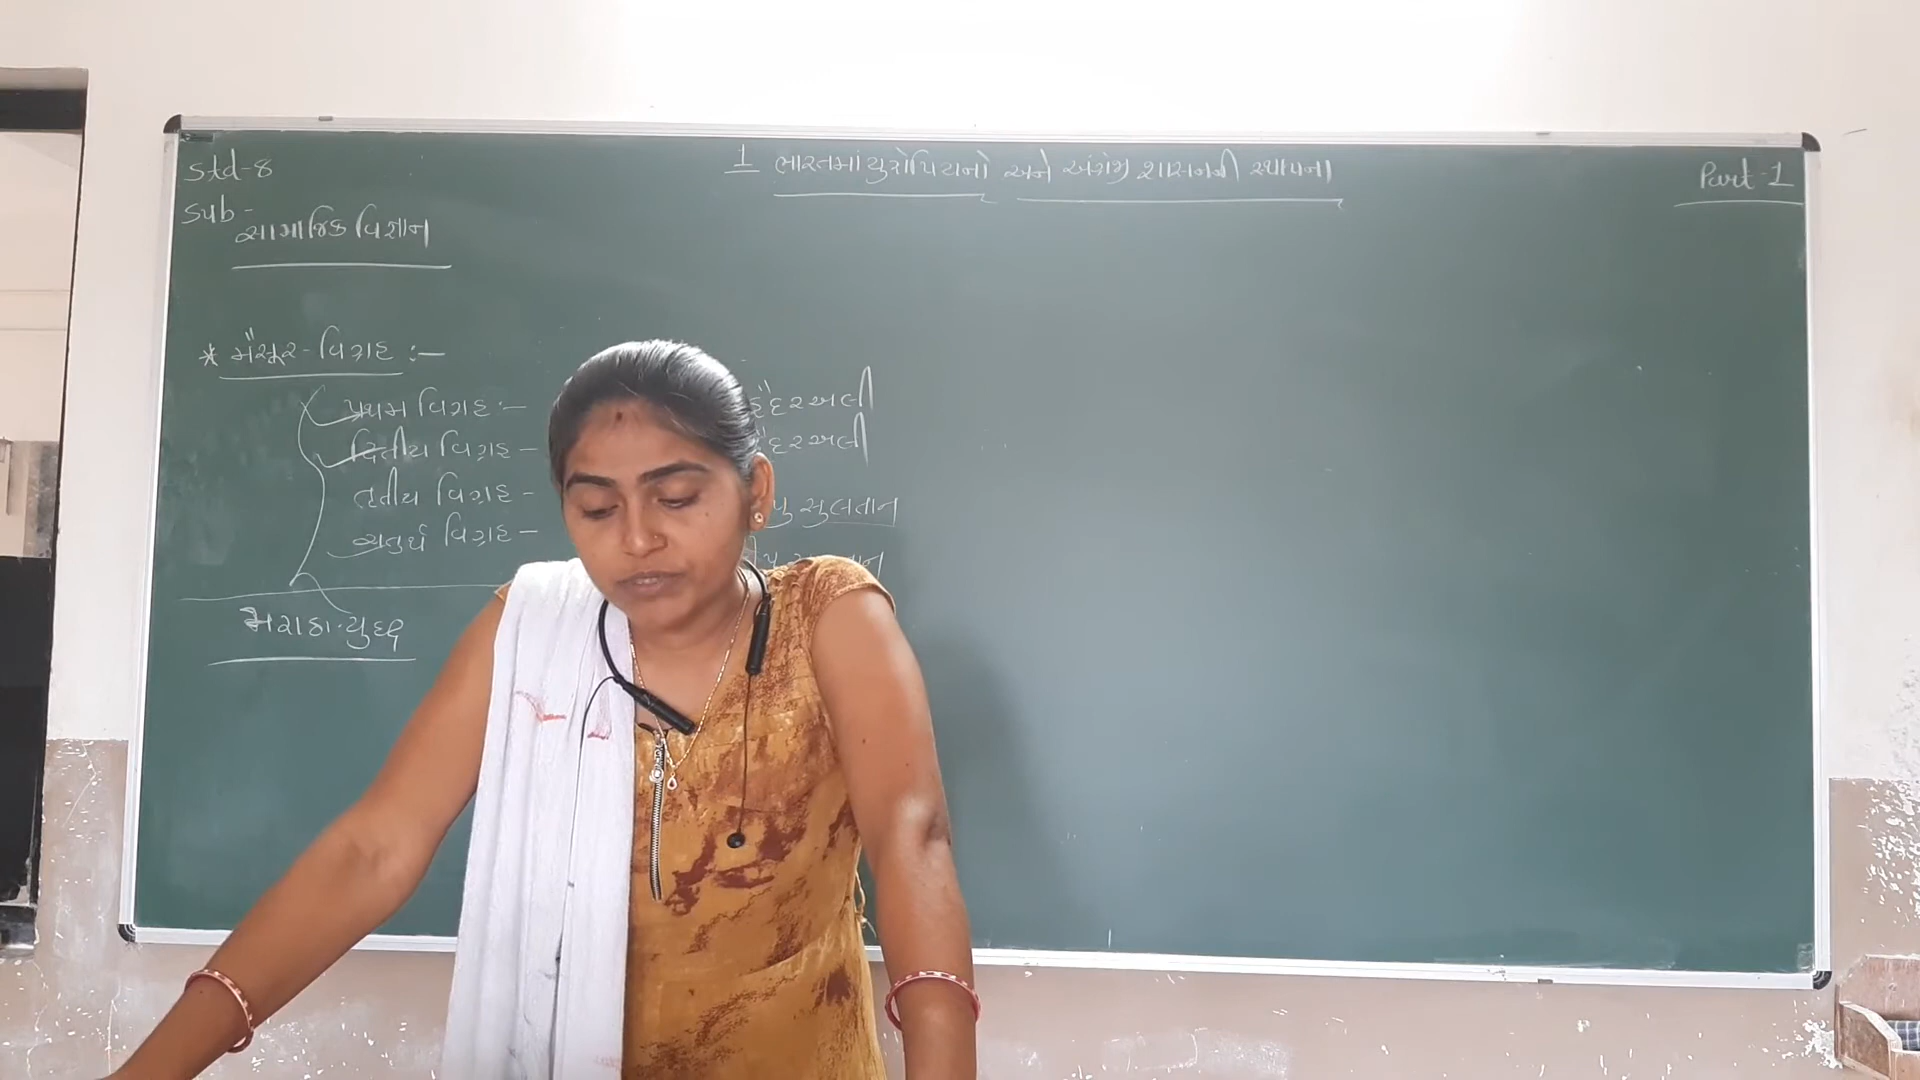 Std-8
1 ભારતમાં યુરોપિયનો અને અંગ્રેજી શાસનની સ્થાપના
Part-1
Sub-
સામાજિક વિજ્ઞાન
* મૈસૂર-વિગ્રહ :-
પ્રથમ વિગ્રહ :- હૈદરઅલી
દ્વિતીય વિગ્રહ - હૈદરઅલી
તૃતીય વિગ્રહ - પુ સુલતાન
ચતુર્થ વિગ્રહ -
મરાઠા-યુદ્ધ